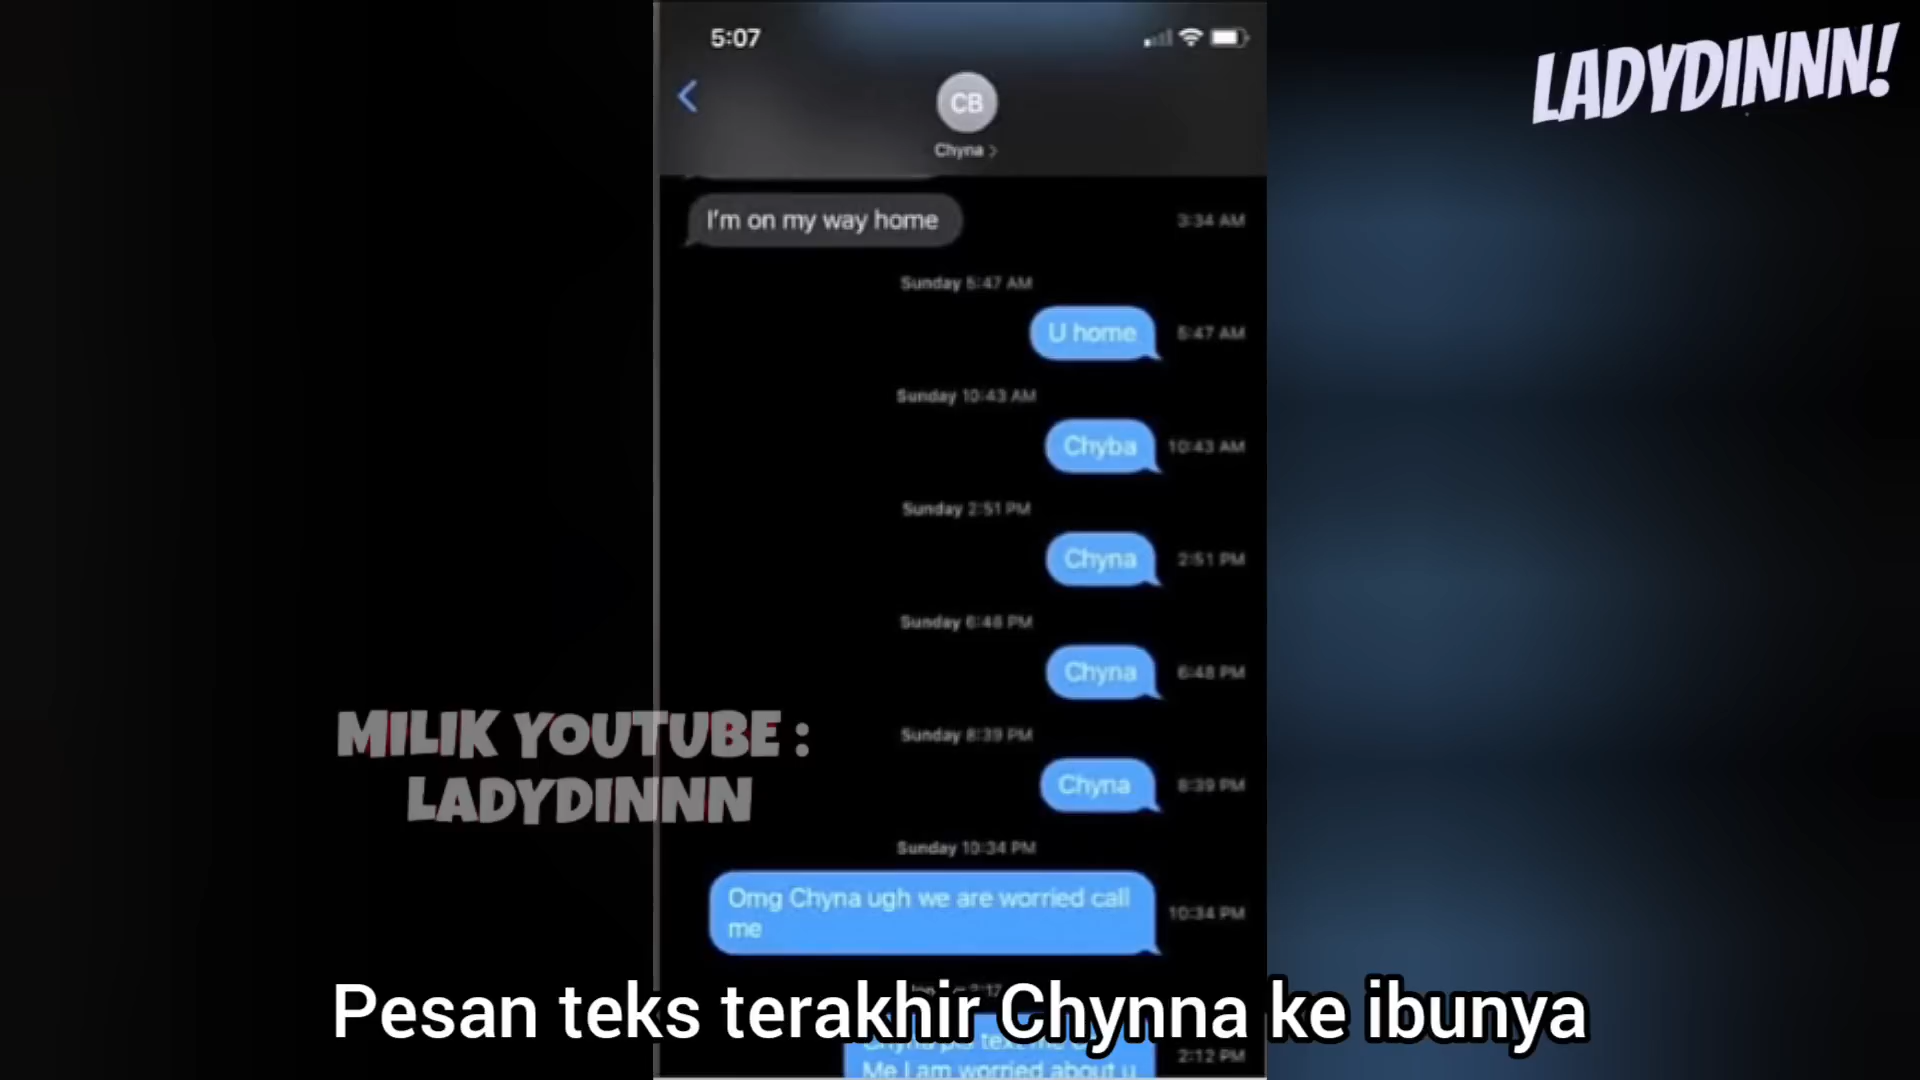 5:07
LADYDINNN!
CB
Chyna >
I'm on my way home
3:34 AM
Sunday 5:47 AM
U home
5:47 AM
Sunday 10:43 AM
Chyba
10:43 AM
Sunday 2:51 PM
Chyna
2:51 PM
Sunday 6:48 PM
Chyna
6:48 PM
MILIK YOUTUBE :
LADYDINNN
Sunday 8:39 PM
Chyna
8:39 PM
Sunday 10:34 PM
Omg Chyna ugh we are worried call
me
10:34 PM
Pesan teks terakhir Chynna ke ibunya
2:12 PM
Me I am worried about u